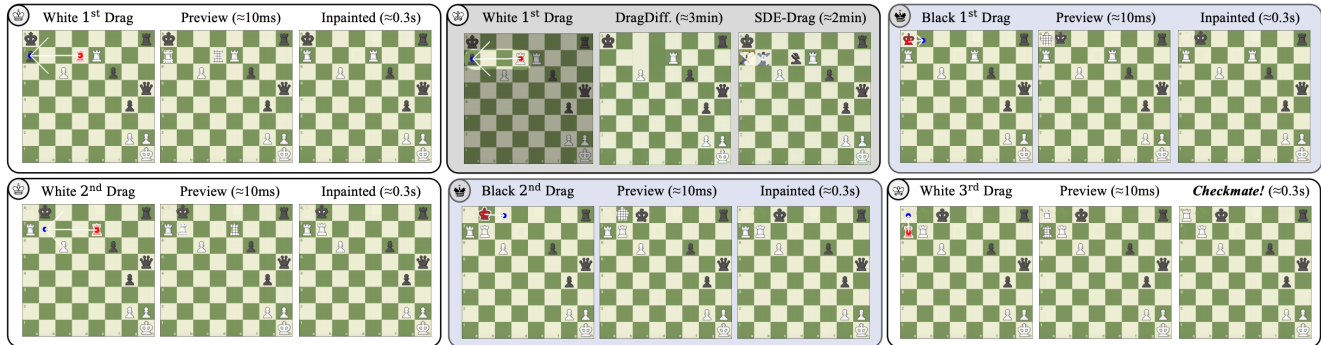 White 1st Drag
Preview (≈10ms)
Inpainted (≈0.3s)
White 1st Drag
DragDiff. (≈3min)
SDE-Drag (≈2min)
Black 1st Drag
Preview (≈10ms)
Inpainted (≈0.3s)
White 2nd Drag
Preview (≈10ms)
Inpainted (≈0.3s)
Black 2nd Drag
Preview (≈10ms)
Inpainted (≈0.3s)
White 3rd Drag
Preview (≈10ms)
Checkmate! (≈0.3s)